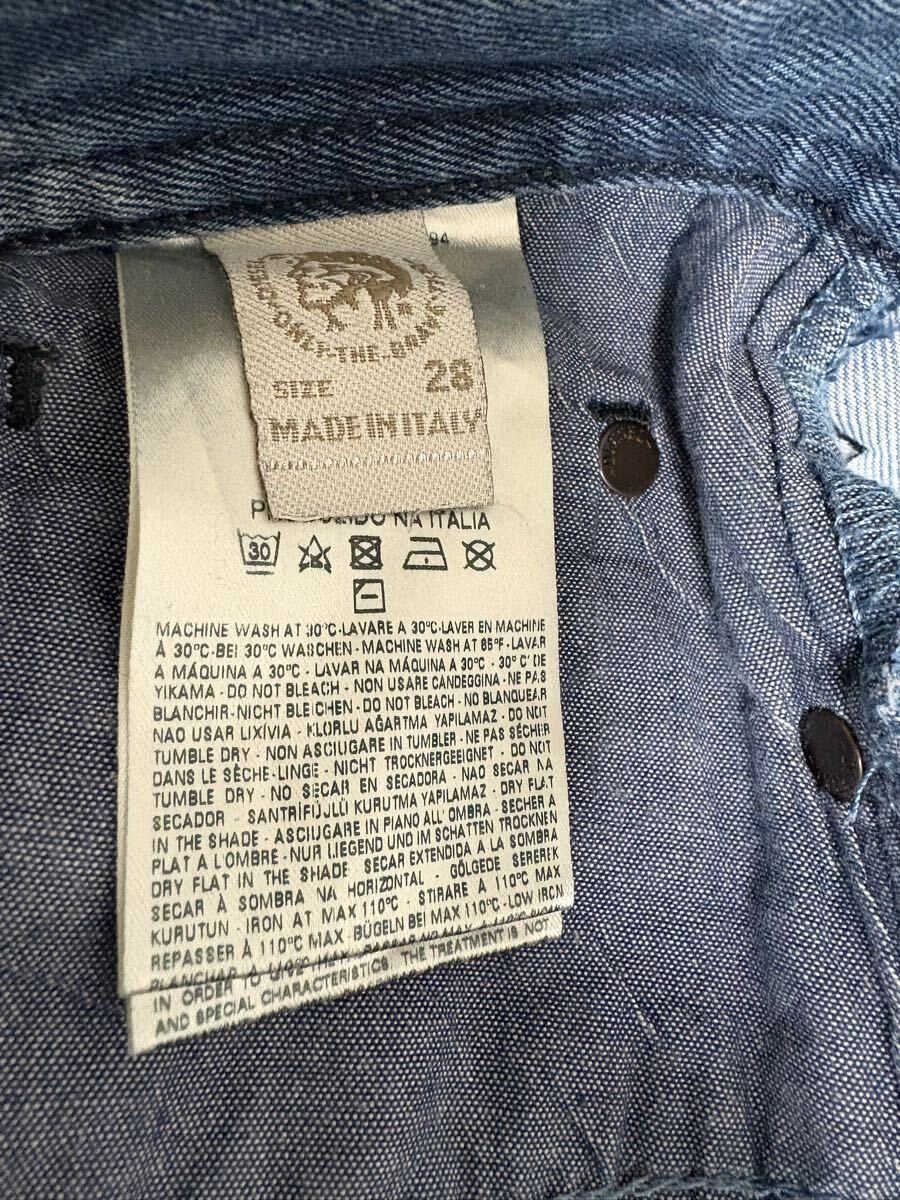 94
ONLY-THE-BRAVE
SIZE 28
MADE IN ITALY
NA ITALIA
30
MACHINE WASH AT 30°C-LAVARE A 30°C-LAVER EN MACHINE
À 30°C-BEI 30°C WASCHEN-MACHINE WASH AT 85°F-LAVAR
A MÁQUINA A 30°C - LAVAR NA MÁQUINA A 30°C - 30°C'DE
YIKAMA - DO NOT BLEACH - NON USARE CANDEGGINA - NE PAS
BLANCHIR-NICHT BLEICHEN-DO NOT BLEACH-NO BLANQUEAR
NAO USAR LIXÍVIA - KLORLU AĞARTMA YAPILAMAZ - DO NOT
TUMBLE DRY - NON ASCIUGARE IN TUMBLER - NE PAS SÉCHER
DANS LE SÈCHE-LINGE - NICHT TROCKNERGEEIGNET - DO NOT
TUMBLE DRY - NO SECAR EN SECADORA - NAO SECAR NA
SECADOR - SANTRİFÜJLÜ KURUTMA YAPILAMAZ - DRY FLAT
IN THE SHADE - ASCIUGARE IN PIANO ALL'OMBRA - SECHER A
PLAT A L'OMBRE - NUR LIEGEND UND IM SCHATTEN TROCKNEN
DRY FLAT IN THE SHADE SECAR EXTENDIDA A LA SOMBRA
SECAR À SOMBRA NA HORIZONTAL - GÖLGEDE SEREREK
KURUTUN - IRON AT MAX 110°C - STIRARE A 110°C MAX
REPASSER À 110°C MAX - BÜGELN BEI MAX 110°C - LOW IRON
PLANCHAR A MAX
IN ORDER TO
AND SPECIAL CHARACTERISTICS. THE TREATMENT IS NOT